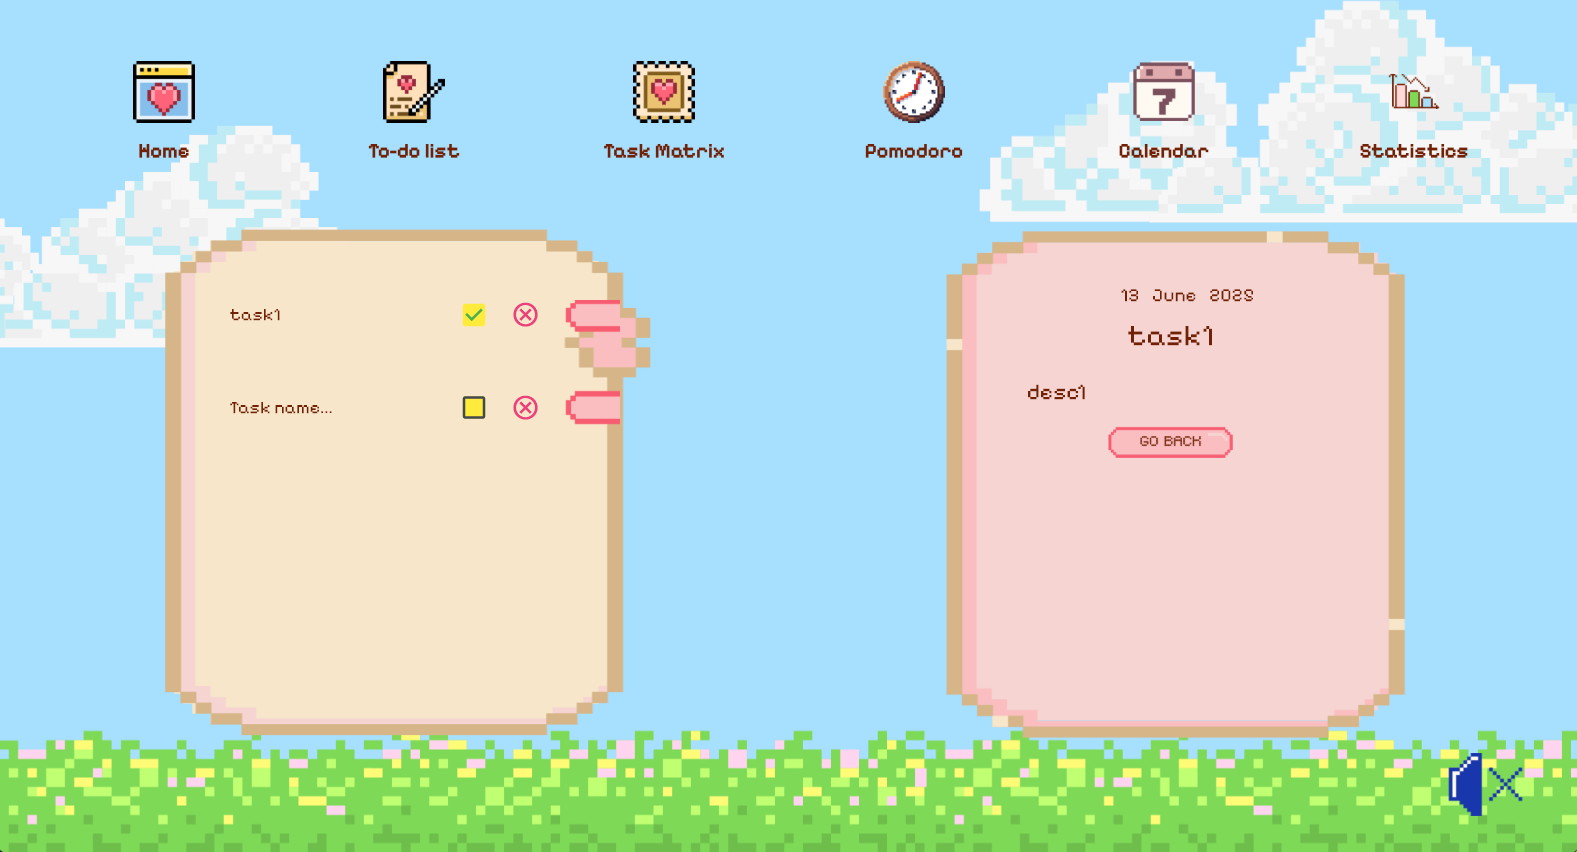 Home
To-do list
Task Matrix
Pomodoro
7
Calendar
Statistics
task1
Task name...
13 June 2023
task1
desc1
GO BACK